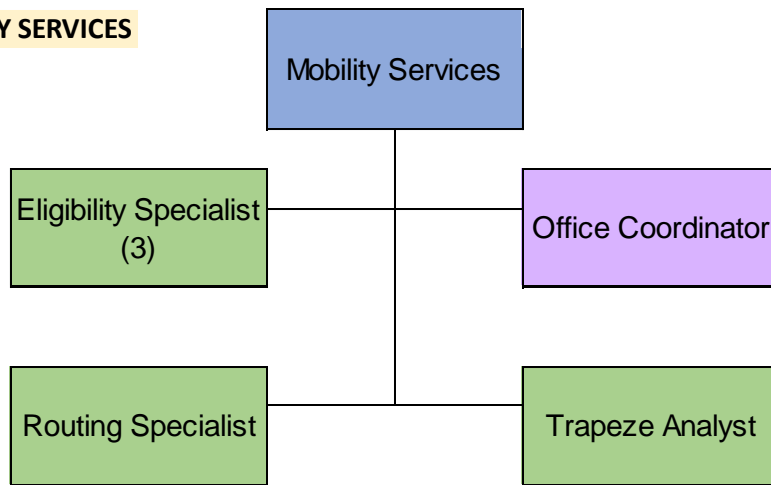 Y SERVICES
Mobility Services
Eligibility Specialist
(3)
Office Coordinator
Routing Specialist
Trapeze Analyst